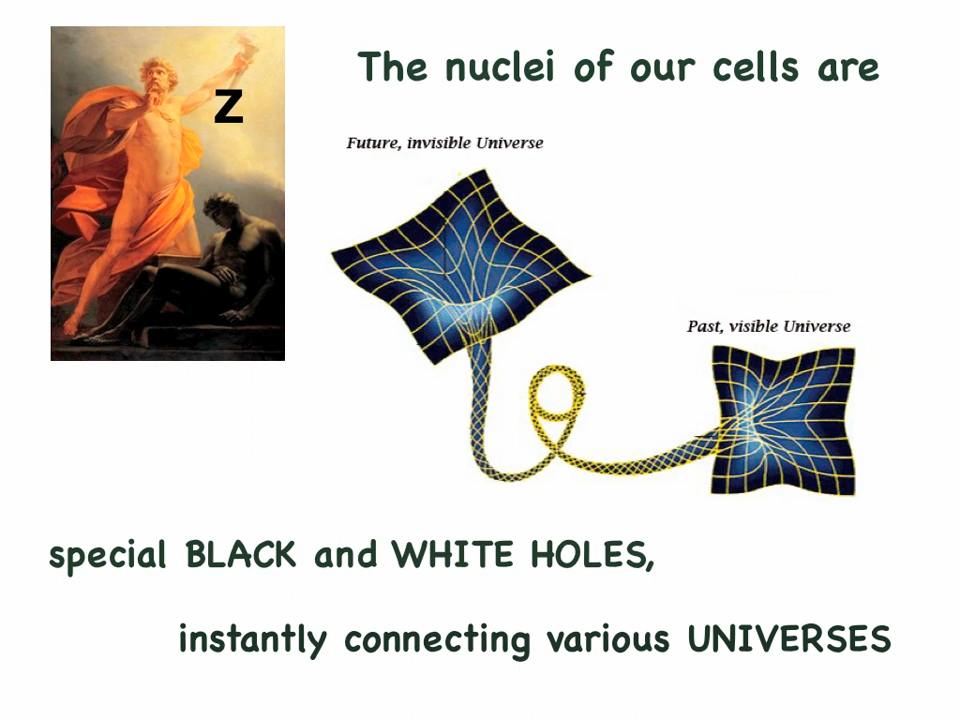 The nuclei of our cells are
Z
Future, invisible Universe
Past, visible Universe
special BLACK and WHITE HOLES,
instantly connecting various UNIVERSES